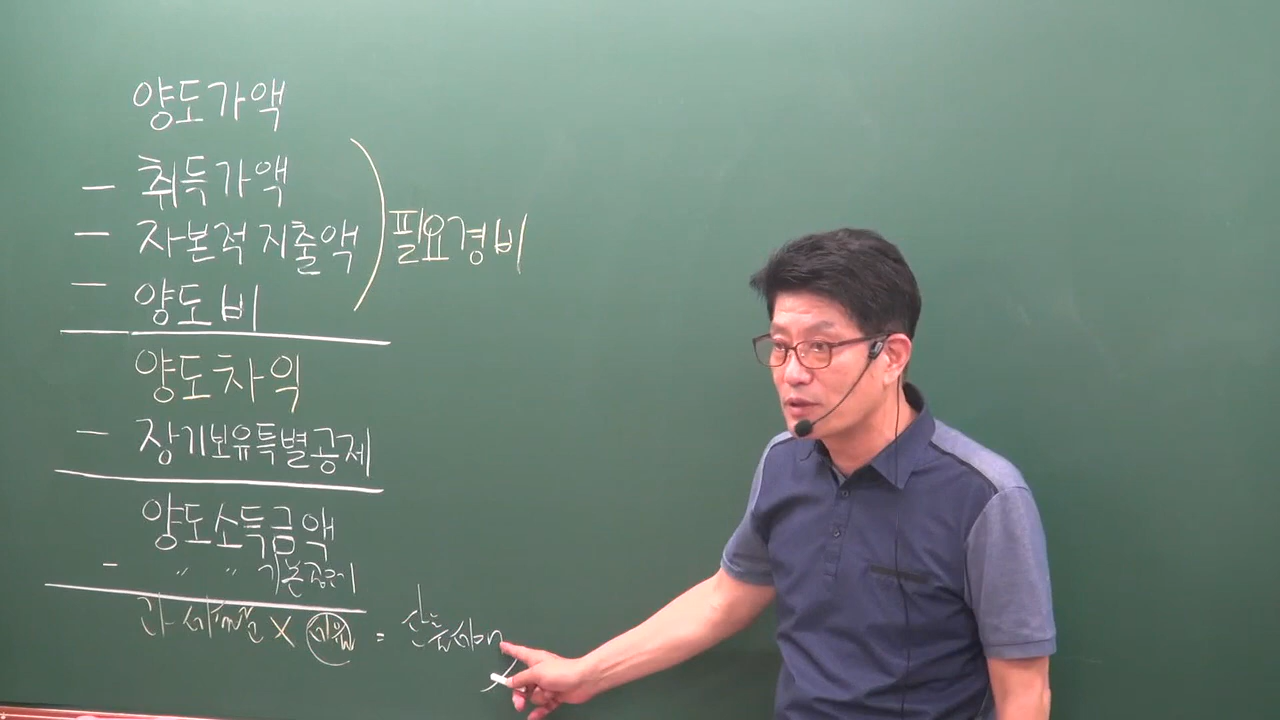 양도가액
— 취득가액
— 자본적 지출액
필요경비
— 양도비
양도차익
— 장기보유특별공제
양도소득금액
- 〃 〃 기본공제
과세표준 X 세율 = 산출세액